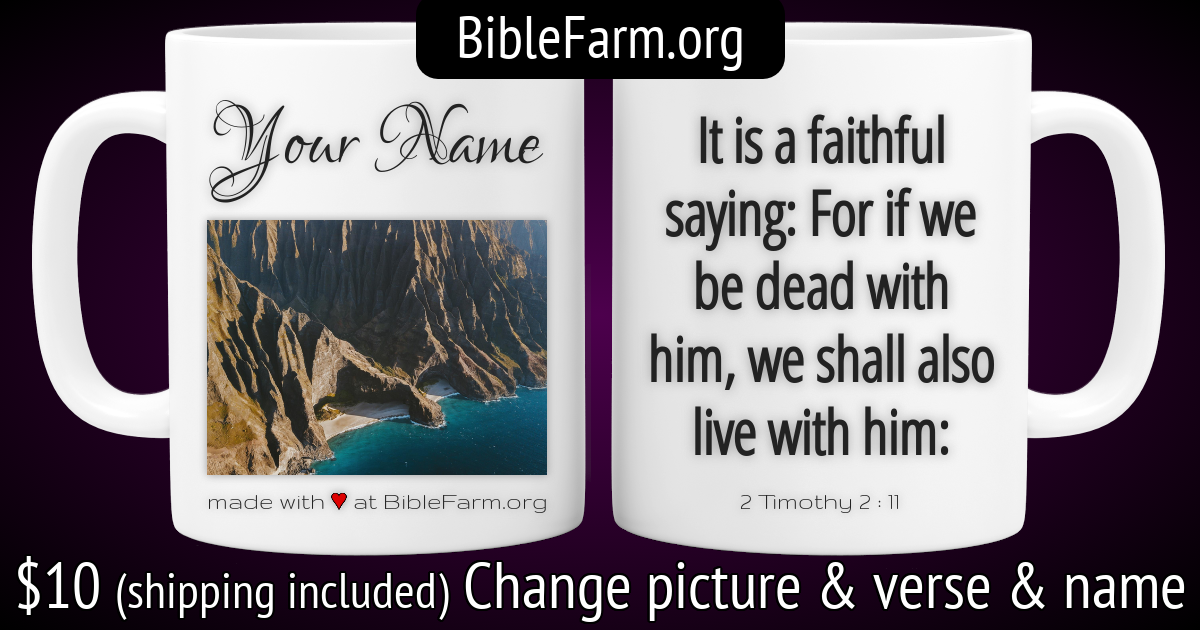 BibleFarm.org
Your Name
made with ♥ at BibleFarm.org
It is a faithful
saying: For if we
be dead with
him, we shall also
live with him:
2 Timothy 2 : 11
$10 (shipping included) Change picture & verse & name